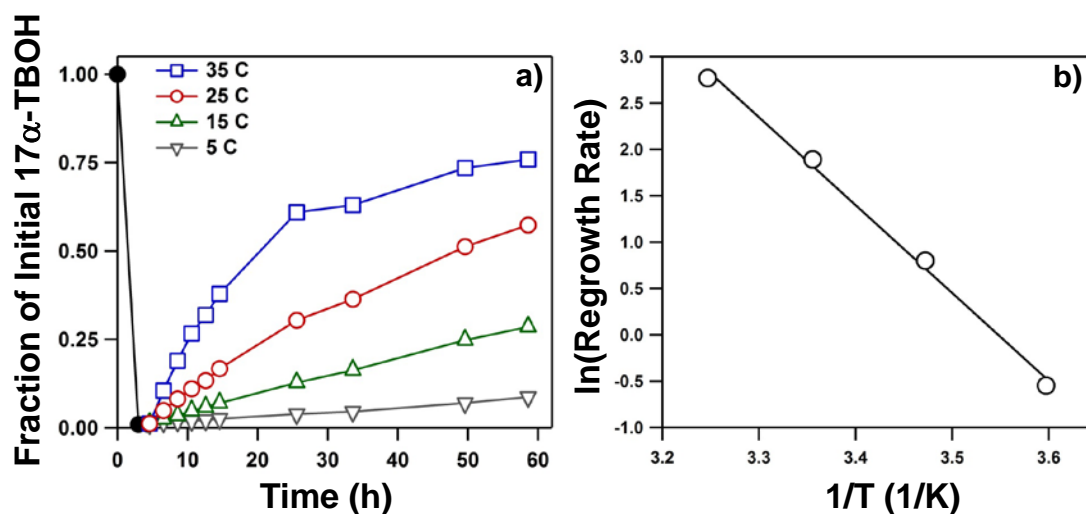 Fraction of Initial 17α-TBOH
1.00
0.75
0.50
0.25
0.00
35 C
25 C
15 C
5 C
a)
0
10
20
30
40
50
60
Time (h)
ln(Regrowth Rate)
3.0
2.5
2.0
1.5
1.0
0.5
0.0
-0.5
-1.0
b)
3.2
3.3
3.4
3.5
3.6
1/T (1/K)